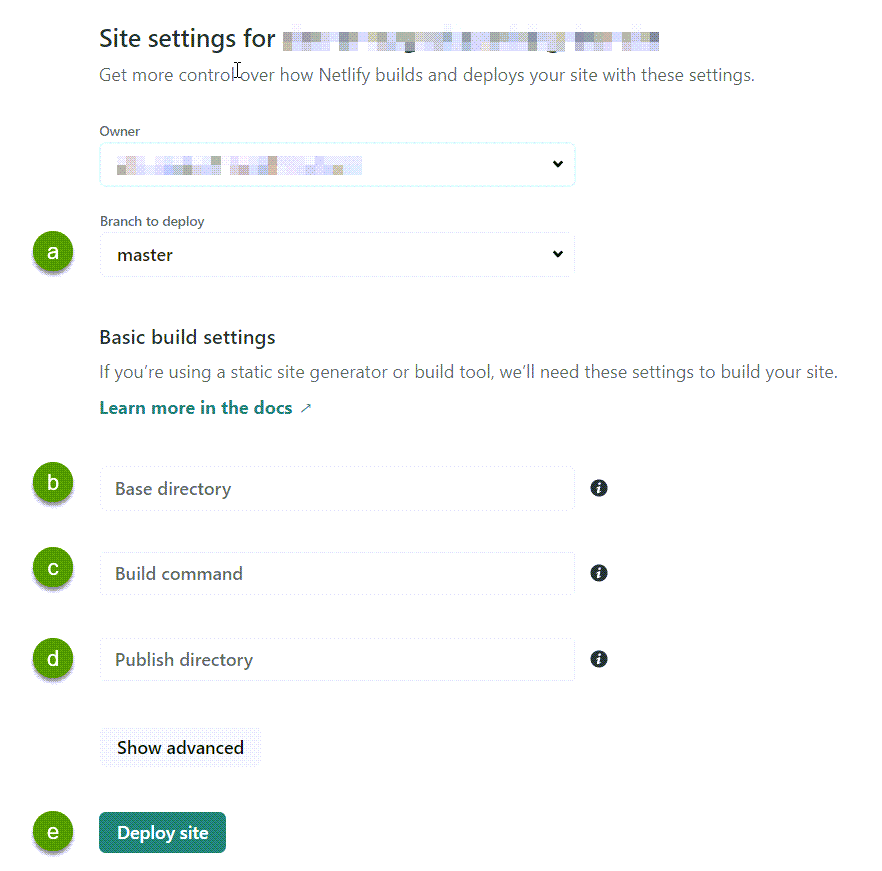 Site settings for
Get more control over how Netlify builds and deploys your site with these settings.
Owner
Branch to deploy
a
master
Basic build settings
If you’re using a static site generator or build tool, we’ll need these settings to build your site.
Learn more in the docs ↗
b
Base directory
i
c
Build command
i
d
Publish directory
i
Show advanced
e
Deploy site